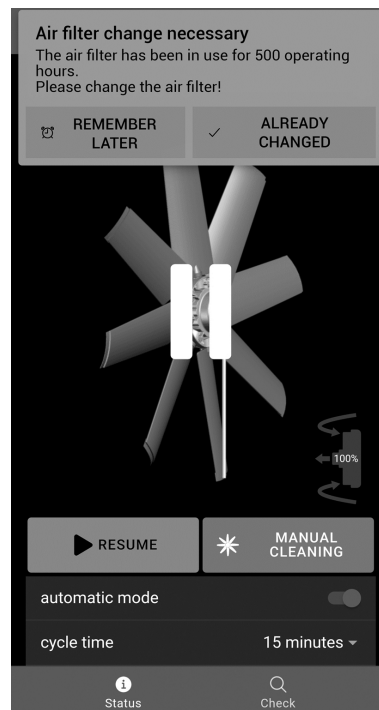 Air filter change necessary
The air filter has been in use for 500 operating
hours.
Please change the air filter!
REMEMBER
LATER
ALREADY
CHANGED
100%
RESUME
MANUAL
CLEANING
automatic mode
cycle time
15 minutes
Status
Check